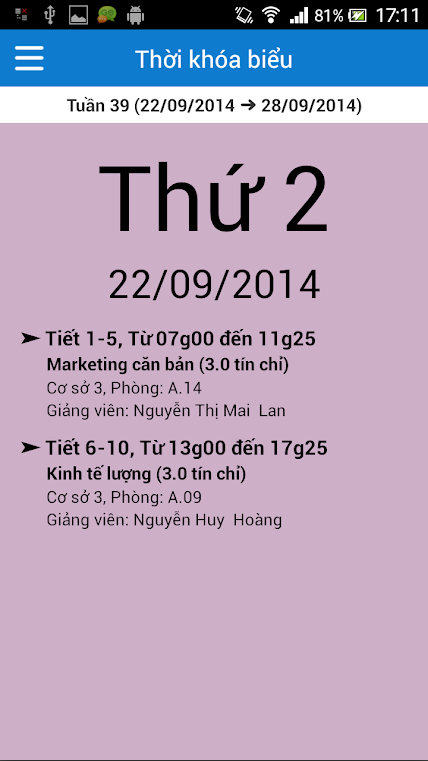 81% 17:11
Thời khóa biểu
Tuần 39 (22/09/2014 ➔ 28/09/2014)
Thứ 2
22/09/2014
➤ Tiết 1-5, Từ 07g00 đến 11g25
Marketing căn bản (3.0 tín chỉ)
Cơ sở 3, Phòng: A.14
Giảng viên: Nguyễn Thị Mai  Lan
➤ Tiết 6-10, Từ 13g00 đến 17g25
Kinh tế lượng (3.0 tín chỉ)
Cơ sở 3, Phòng: A.09
Giảng viên: Nguyễn Huy  Hoàng